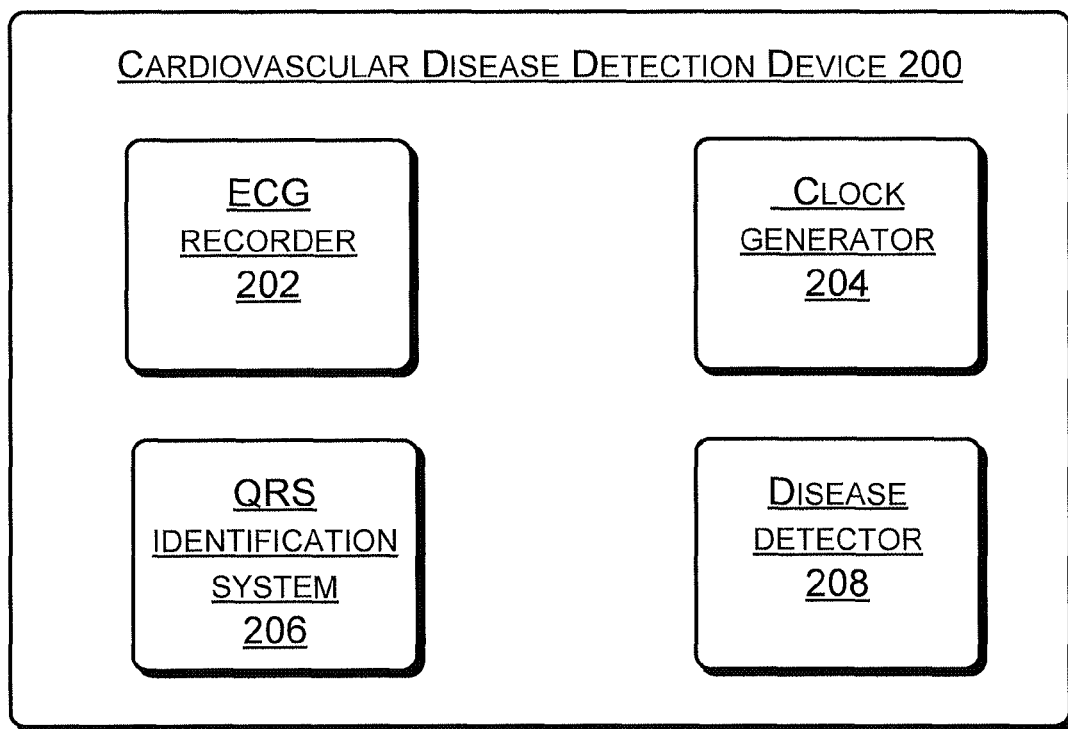 CARDIOVASCULAR DISEASE DETECTION DEVICE 200
ECG
RECORDER
202
CLOCK
GENERATOR
204
QRS
IDENTIFICATION
SYSTEM
206
DISEASE
DETECTOR
208